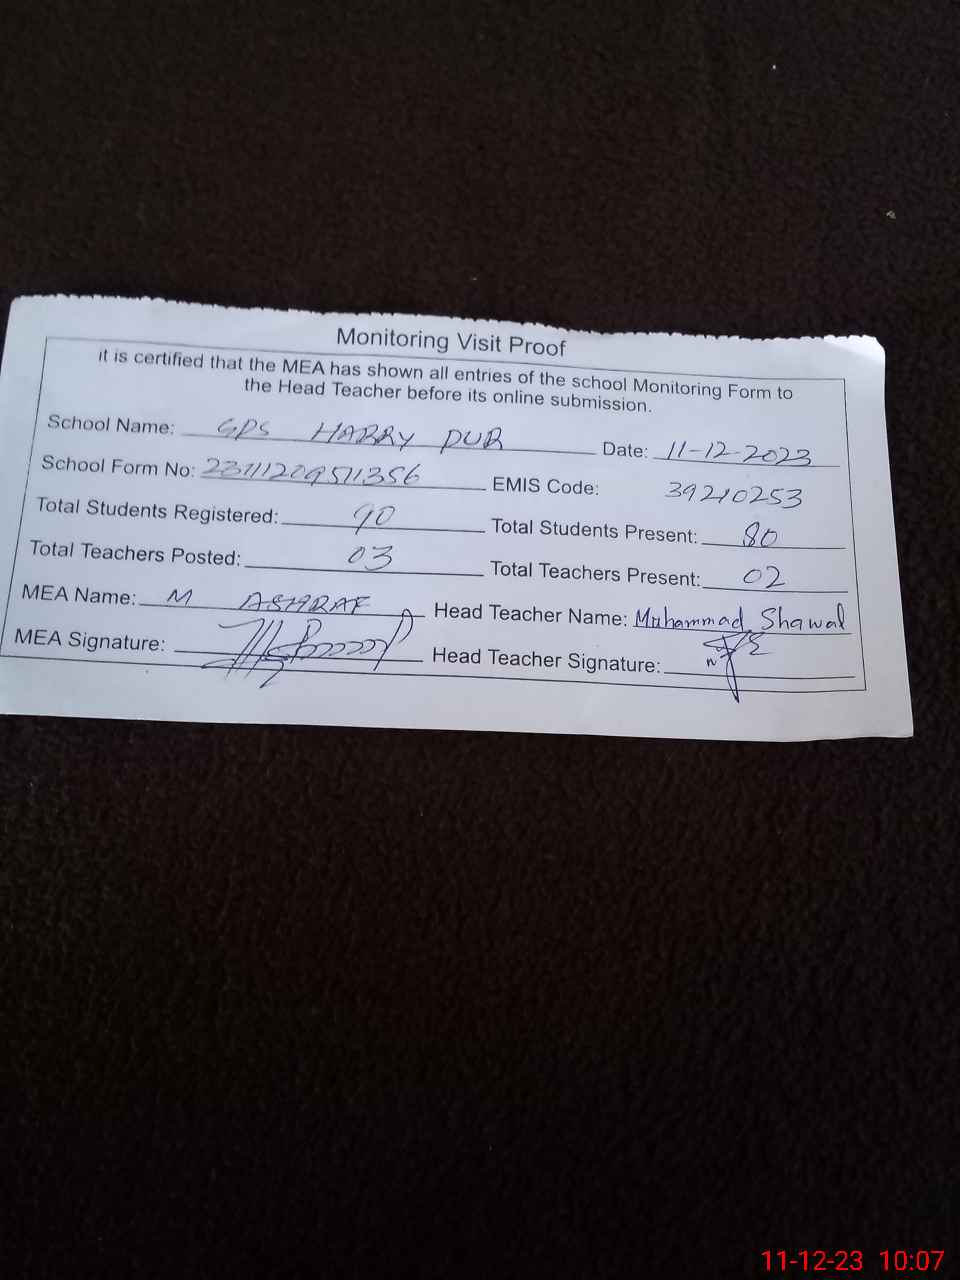 Monitoring Visit Proof
it is certified that the MEA has shown all entries of the school Monitoring Form to
the Head Teacher before its online submission.
School Name: GPS HARRY PUR Date: 11-12-2023
School Form No: 23111209511356 EMIS Code: 39210253
Total Students Registered: 90 Total Students Present: 80
Total Teachers Posted: 03 Total Teachers Present: 02
MEA Name: M ASHRAF Head Teacher Name: Muhammad Shawal
MEA Signature: Head Teacher Signature:
11-12-23 10:07